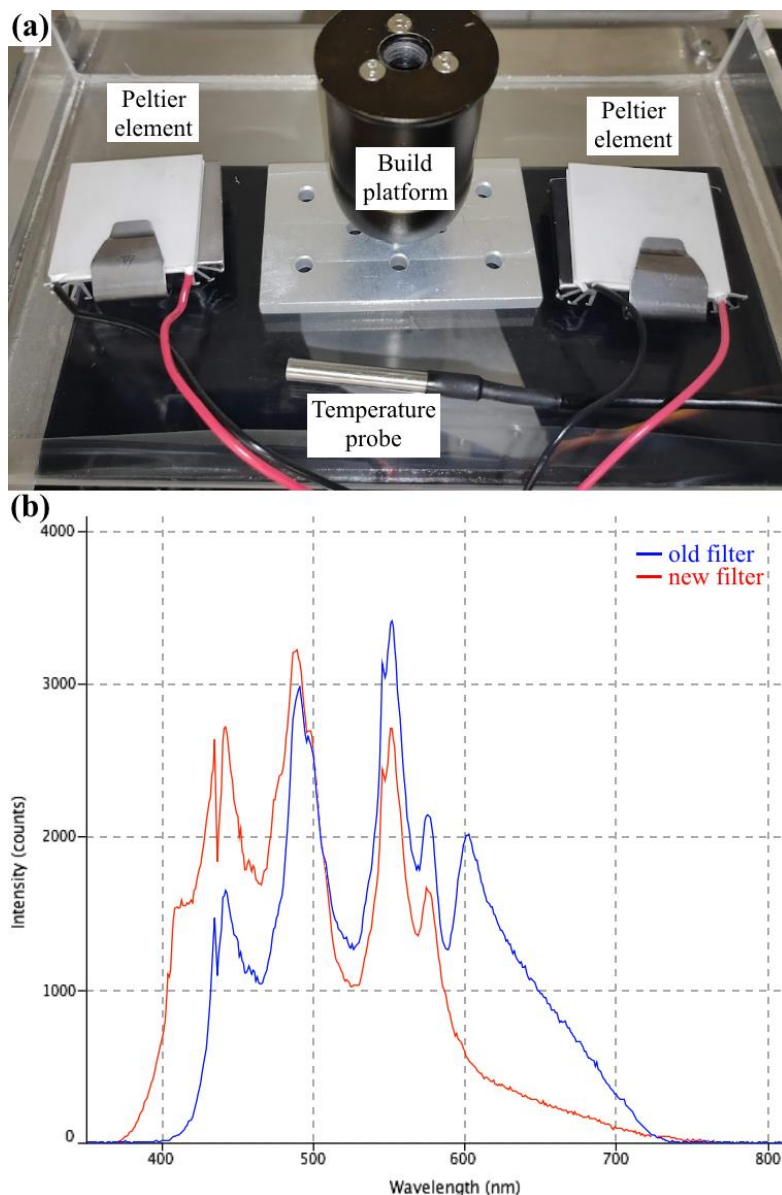 (a)
Peltier
element
Peltier
element
Build
platform
Temperature
probe
(b)
4000
old filter
new filter
3000
2000
1000
0
400 500 600 700 800
Intensity (counts)
Wavelength (nm)